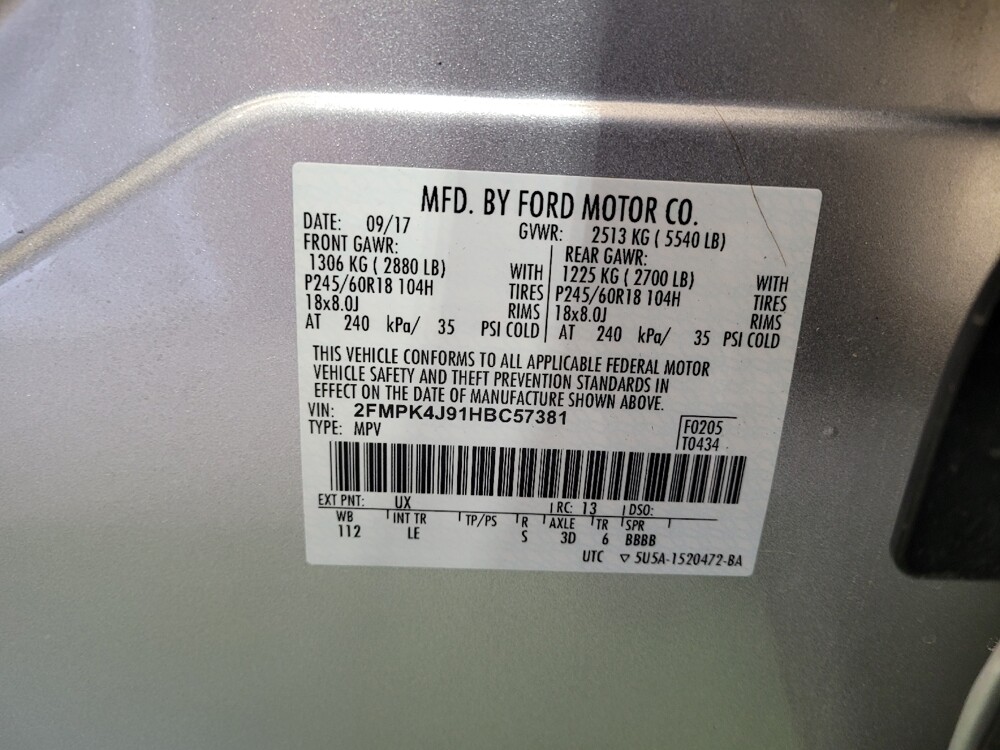 MFD. BY FORD MOTOR CO.
DATE: 09/17 GVWR: 2513 KG ( 5540 LB)
FRONT GAWR: REAR GAWR:
1306 KG ( 2880 LB) WITH 1225 KG ( 2700 LB) WITH
P245/60R18 104H TIRES P245/60R18 104H TIRES
18x8.0J RIMS 18x8.0J RIMS
AT 240 kPa/ 35 PSI COLD AT 240 kPa/ 35 PSI COLD
THIS VEHICLE CONFORMS TO ALL APPLICABLE FEDERAL MOTOR
VEHICLE SAFETY AND THEFT PREVENTION STANDARDS IN
EFFECT ON THE DATE OF MANUFACTURE SHOWN ABOVE.
VIN: 2FMPK4J91HBC57381 F0205
TYPE: MPV T0434
EXT PNT: UX RC: 13 DSO:
WB INT TR TP/PS R AXLE TR SPR
112 LE S 3D 6 BBBB
UTC ▽ 5U5A-1520472-BA